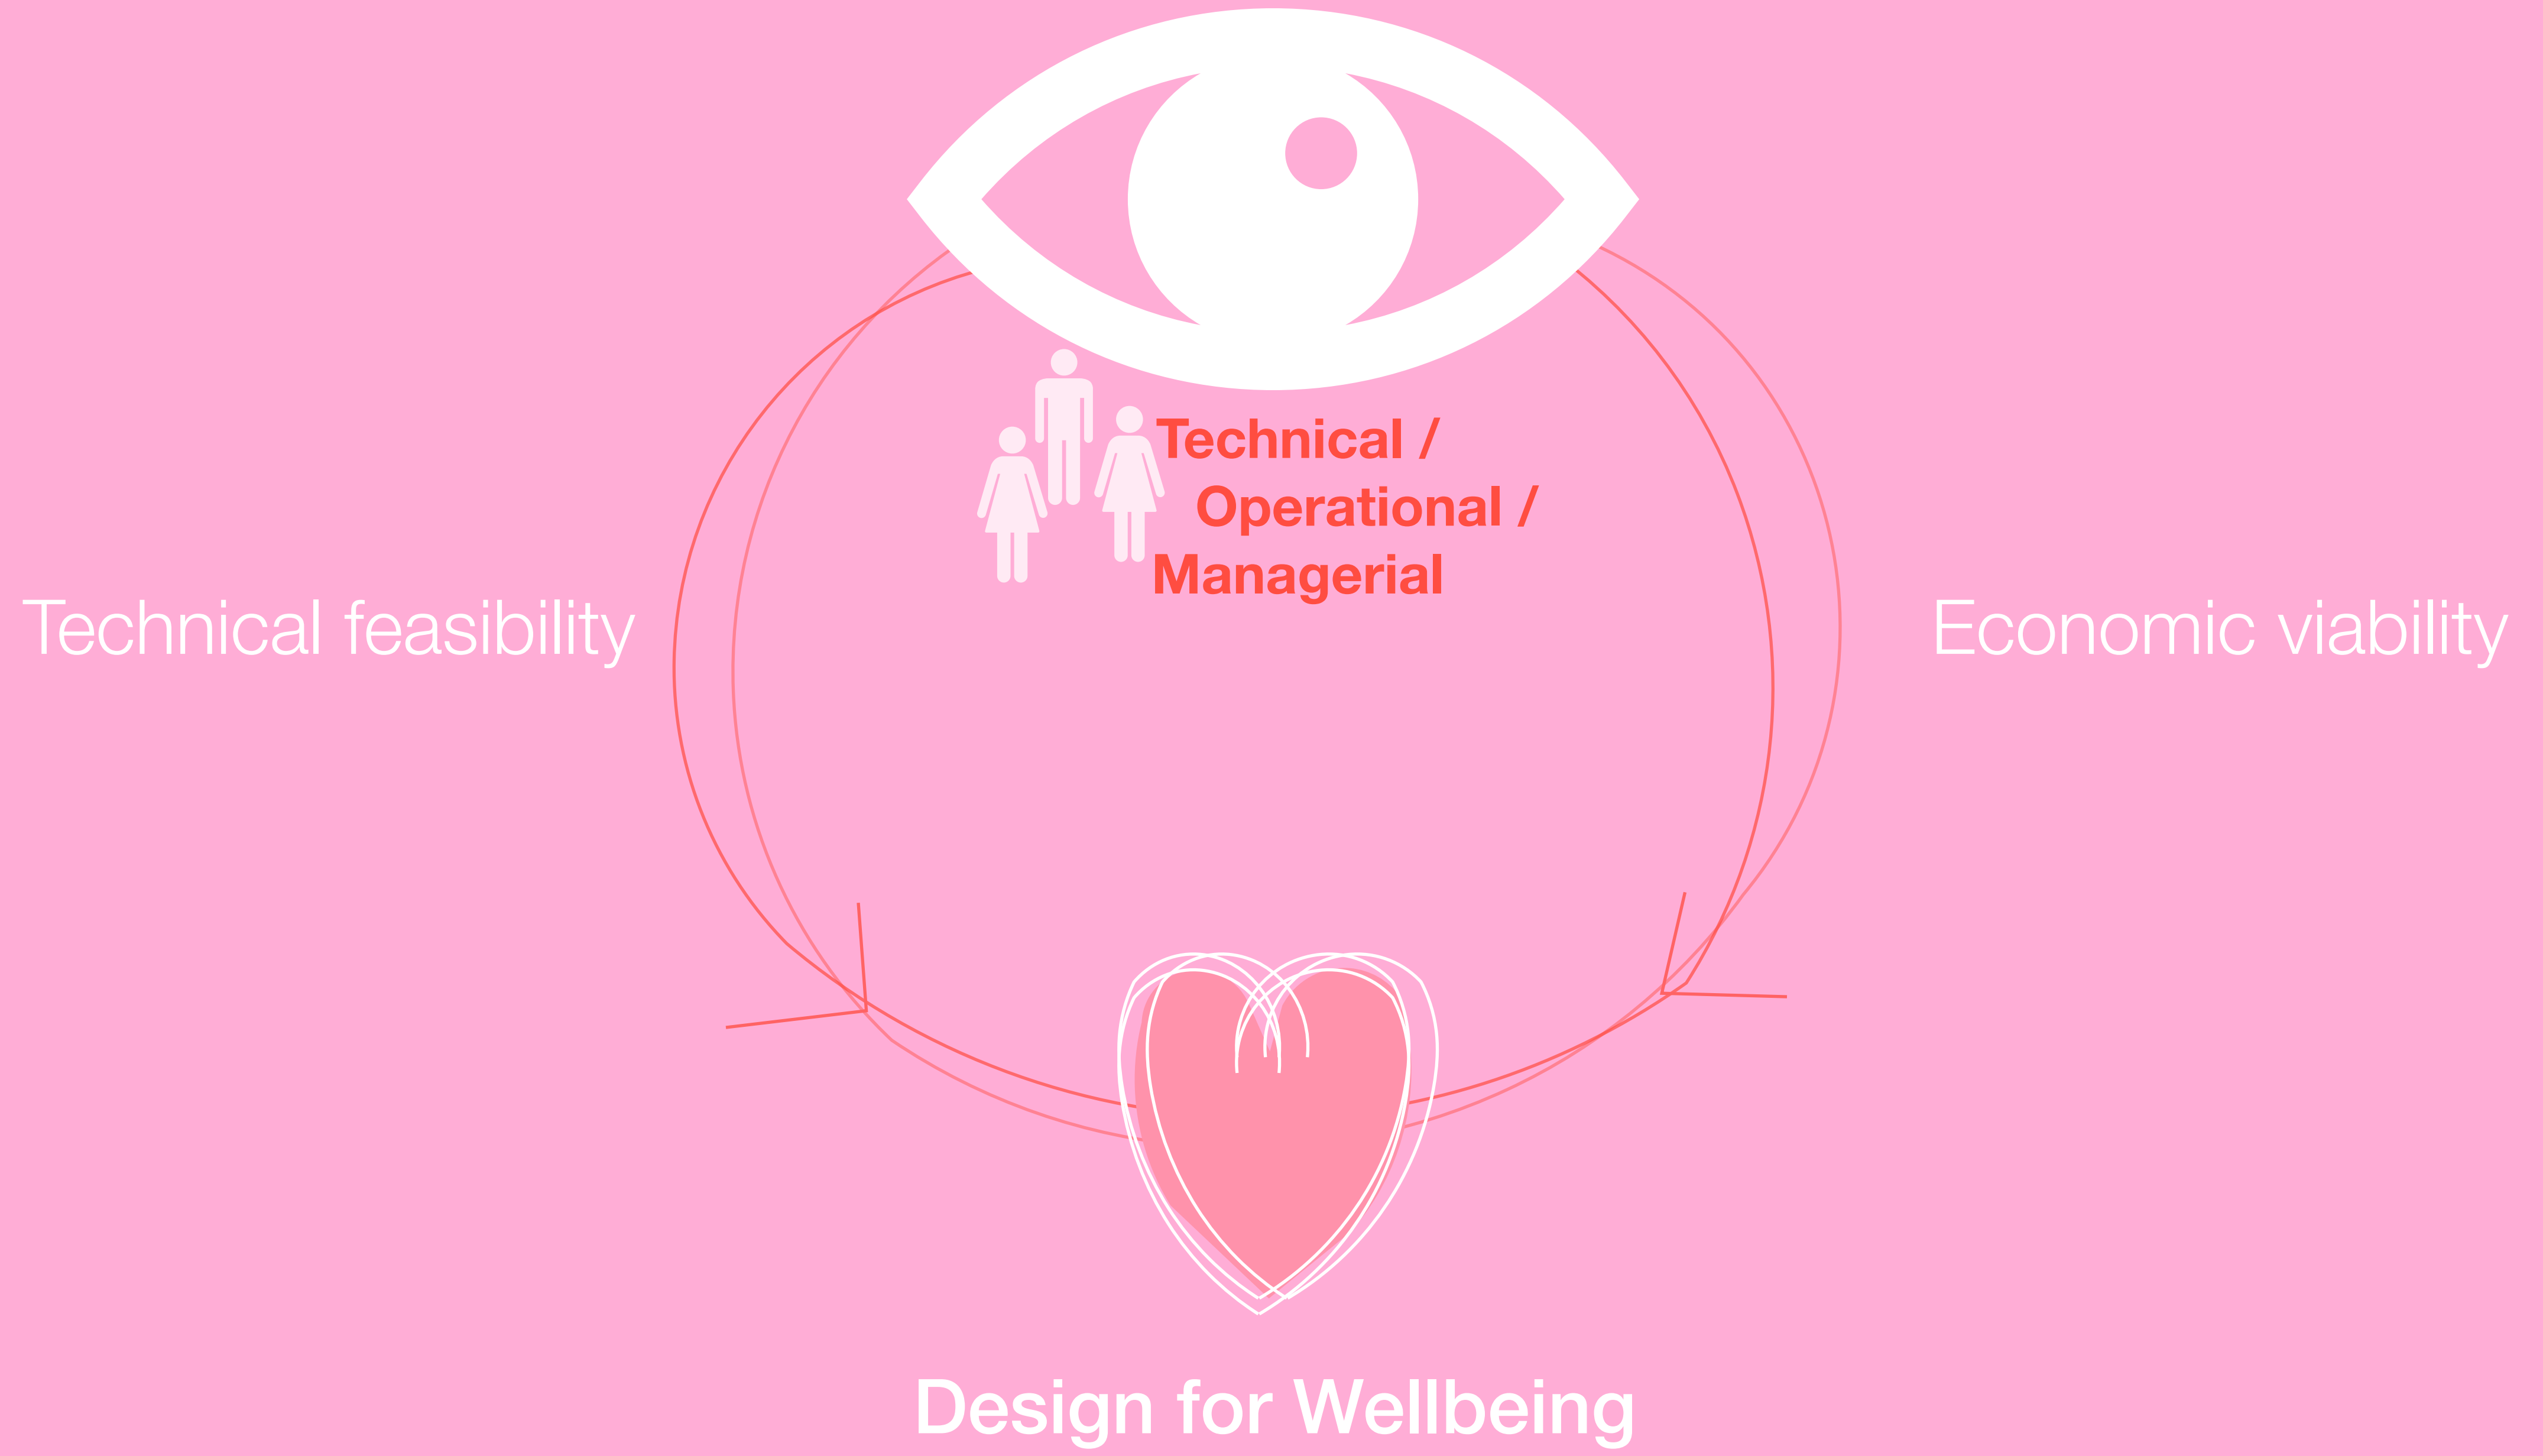 Technical /
Operational /
Managerial
Technical feasibility
Economic viability
Design for Wellbeing